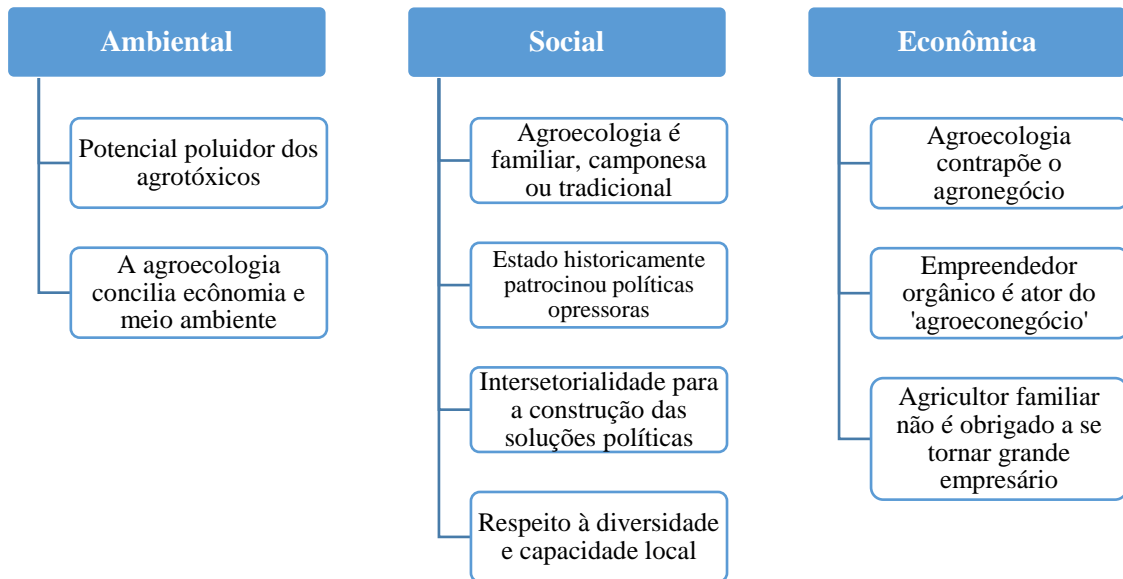 Ambiental
Potencial poluidor dos
agrotóxicos
A agroecologia
concilia ecônomia e
meio ambiente
Social
Agroecologia é
familiar, camponesa
ou tradicional
Estado historicamente
patrocinou políticas
opressoras
Intersetorialidade para
a construção das
soluções políticas
Respeito à diversidade
e capacidade local
Econômica
Agroecologia
contrapõe o
agronegócio
Empreendedor
orgânico é ator do
'agroeconegócio'
Agricultor familiar
não é obrigado a se
tornar grande
empresário